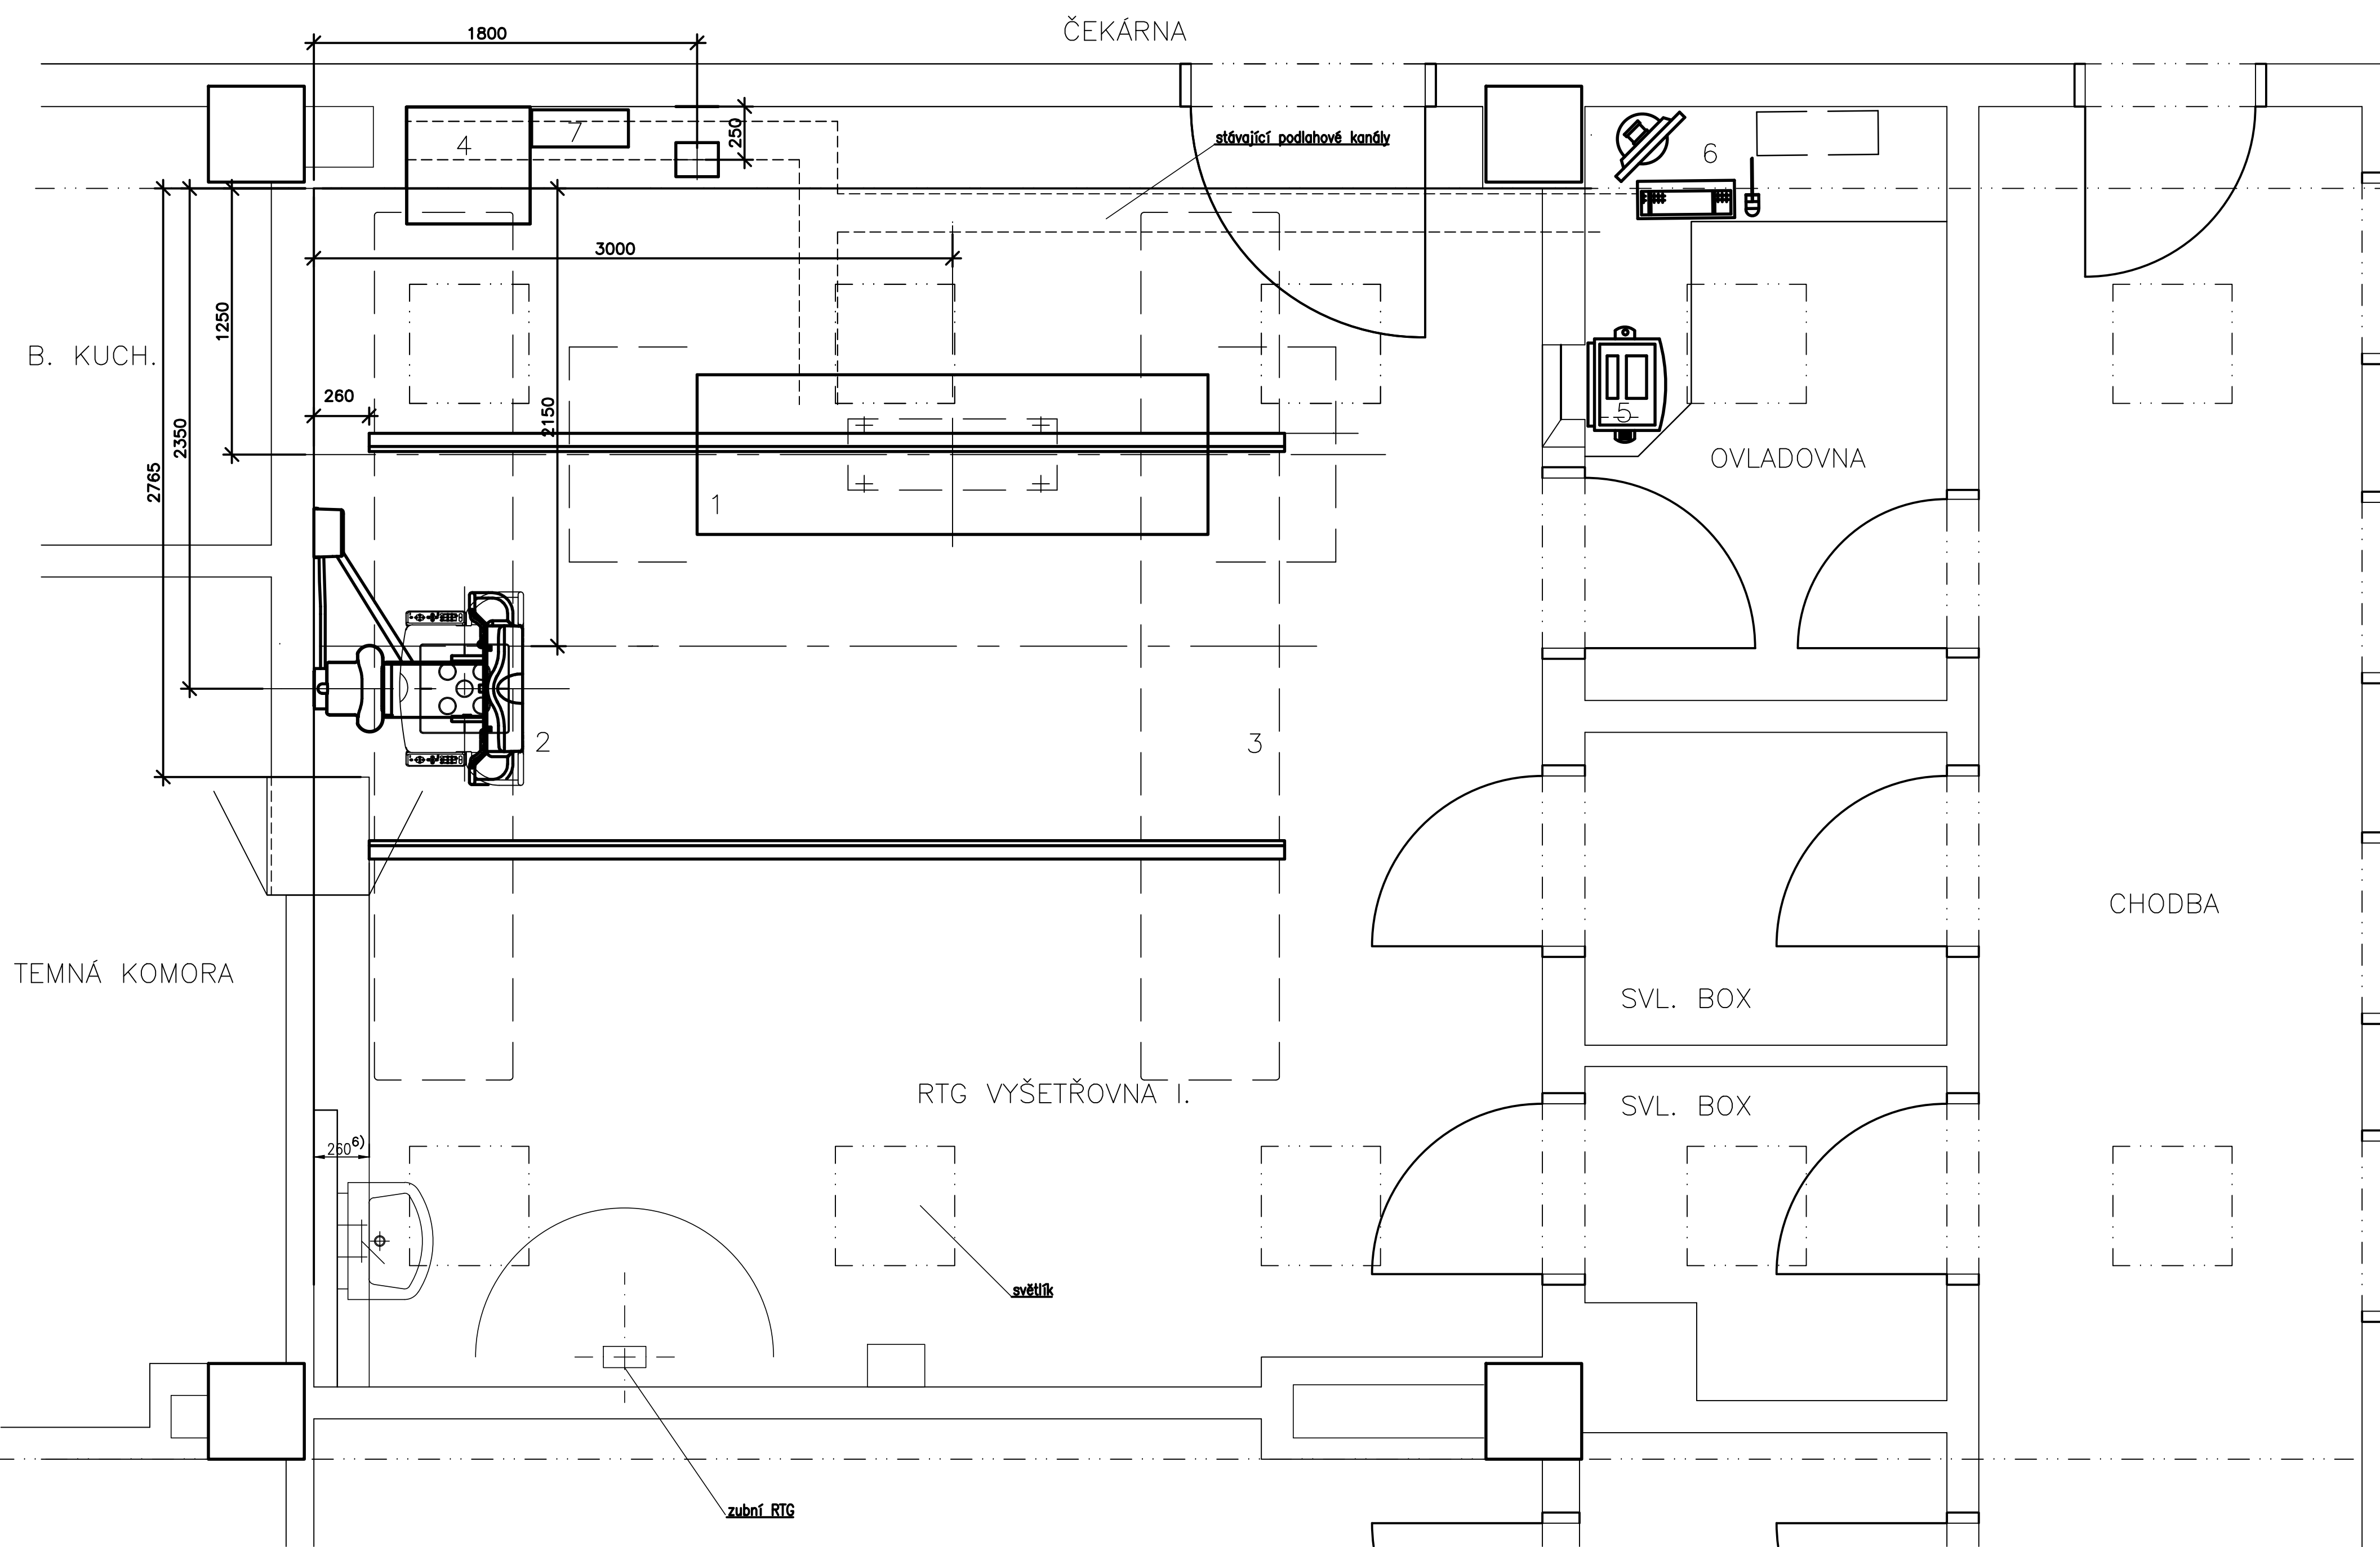 ČEKÁRNA
1800
4
7
250
stávající podlahové kanály
6
3000
1250
B. KUCH.
260
2150
2350
2765
5
OVLADOVNA
1
2
3
CHODBA
TEMNÁ KOMORA
SVL. BOX
RTG VYŠETŘOVNA I.
SVL. BOX
260⁶⁾
světlík
zubní RTG